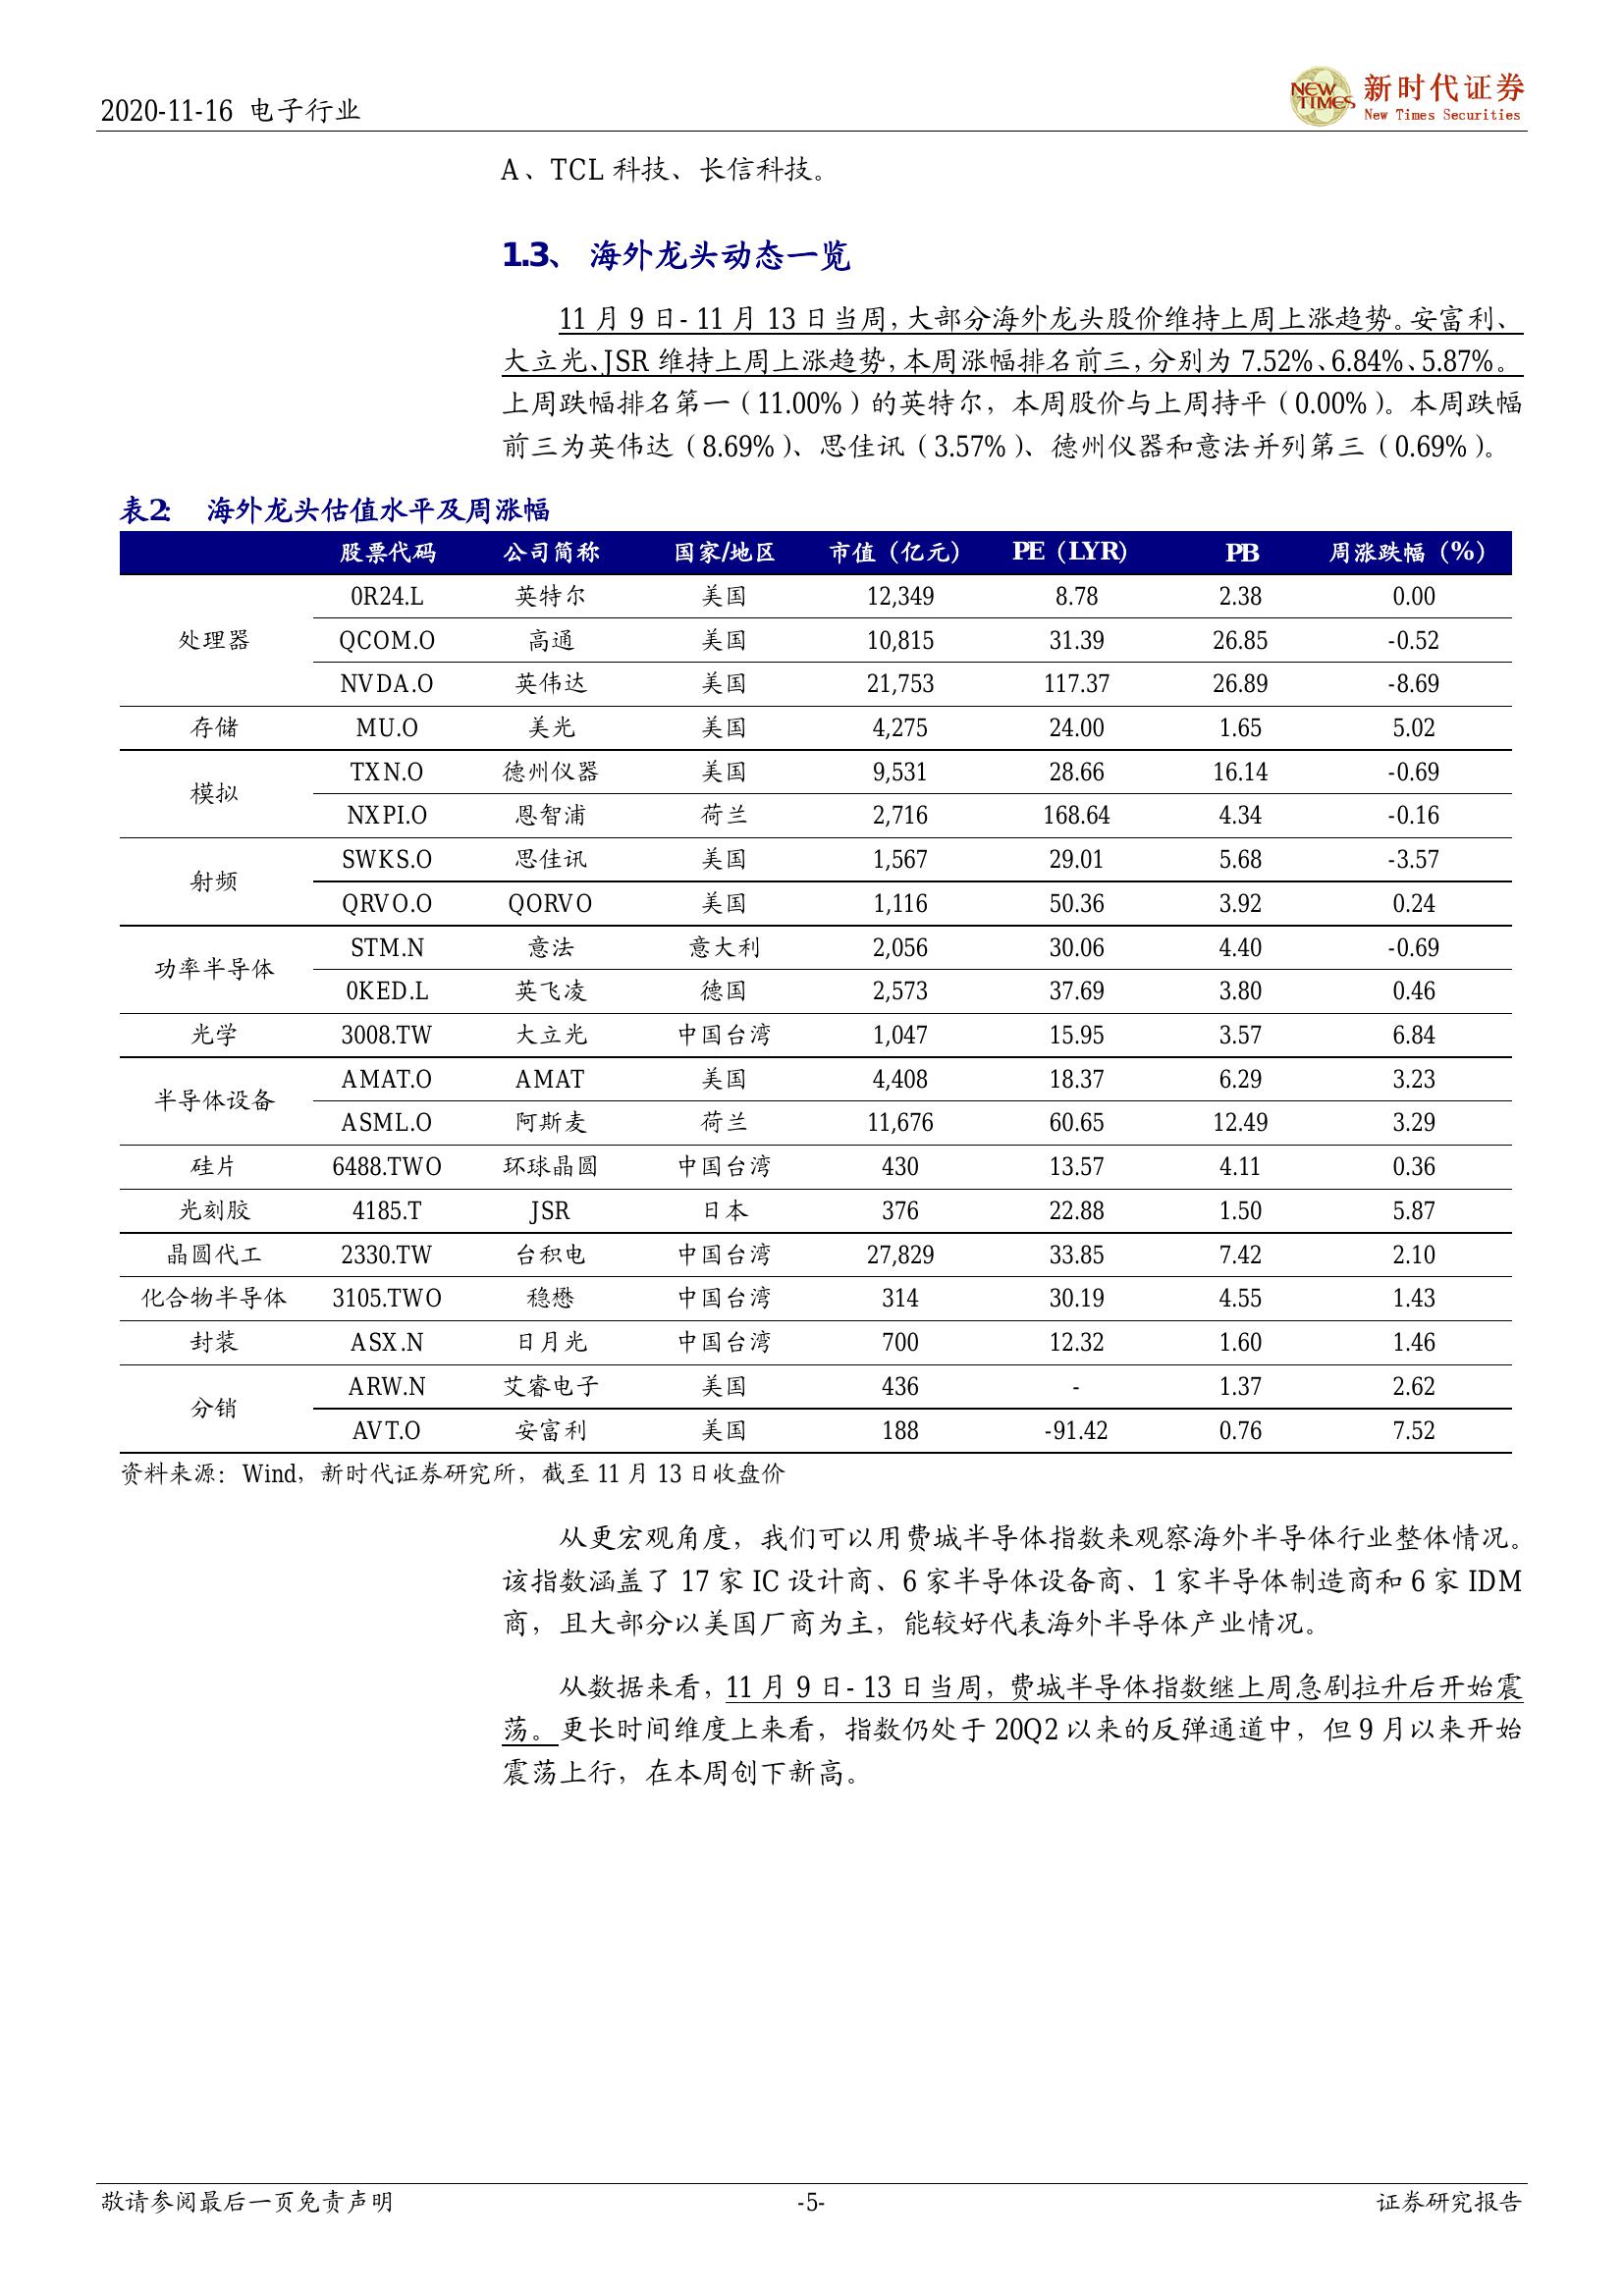 2020-11-16 电子行业
NEW TIMES 新时代证券
New Times Securities
A、TCL 科技、长信科技。
1.3、 海外龙头动态一览
11 月 9 日- 11 月 13 日当周，大部分海外龙头股价维持上周上涨趋势。安富利、
大立光、JSR 维持上周上涨趋势，本周涨幅排名前三，分别为 7.52%、6.84%、5.87%。
上周跌幅排名第一（11.00%）的英特尔，本周股价与上周持平（0.00%）。本周跌幅
前三为英伟达（8.69%）、思佳讯（3.57%）、德州仪器和意法并列第三（0.69%）。
表2： 海外龙头估值水平及周涨幅
股票代码 公司简称 国家/地区 市值（亿元） PE（LYR） PB 周涨跌幅（%）
处理器 0R24.L 英特尔 美国 12,349 8.78 2.38 0.00
QCOM.O 高通 美国 10,815 31.39 26.85 -0.52
NVDA.O 英伟达 美国 21,753 117.37 26.89 -8.69
存储 MU.O 美光 美国 4,275 24.00 1.65 5.02
模拟 TXN.O 德州仪器 美国 9,531 28.66 16.14 -0.69
NXPI.O 恩智浦 荷兰 2,716 168.64 4.34 -0.16
射频 SWKS.O 思佳讯 美国 1,567 29.01 5.68 -3.57
QRVO.O QORVO 美国 1,116 50.36 3.92 0.24
功率半导体 STM.N 意法 意大利 2,056 30.06 4.40 -0.69
0KED.L 英飞凌 德国 2,573 37.69 3.80 0.46
光学 3008.TW 大立光 中国台湾 1,047 15.95 3.57 6.84
半导体设备 AMAT.O AMAT 美国 4,408 18.37 6.29 3.23
ASML.O 阿斯麦 荷兰 11,676 60.65 12.49 3.29
硅片 6488.TWO 环球晶圆 中国台湾 430 13.57 4.11 0.36
光刻胶 4185.T JSR 日本 376 22.88 1.50 5.87
晶圆代工 2330.TW 台积电 中国台湾 27,829 33.85 7.42 2.10
化合物半导体 3105.TWO 稳懋 中国台湾 314 30.19 4.55 1.43
封装 ASX.N 日月光 中国台湾 700 12.32 1.60 1.46
分销 ARW.N 艾睿电子 美国 436 - 1.37 2.62
AVT.O 安富利 美国 188 -91.42 0.76 7.52
资料来源：Wind，新时代证券研究所，截至 11 月 13 日收盘价
从更宏观角度，我们可以用费城半导体指数来观察海外半导体行业整体情况。
该指数涵盖了 17 家 IC 设计商、6 家半导体设备商、1 家半导体制造商和 6 家 IDM
商，且大部分以美国厂商为主，能较好代表海外半导体产业情况。
从数据来看，11 月 9 日- 13 日当周，费城半导体指数继上周急剧拉升后开始震
荡。更长时间维度上来看，指数仍处于 20Q2 以来的反弹通道中，但 9 月以来开始
震荡上行，在本周创下新高。
敬请参阅最后一页免责声明 -5- 证券研究报告